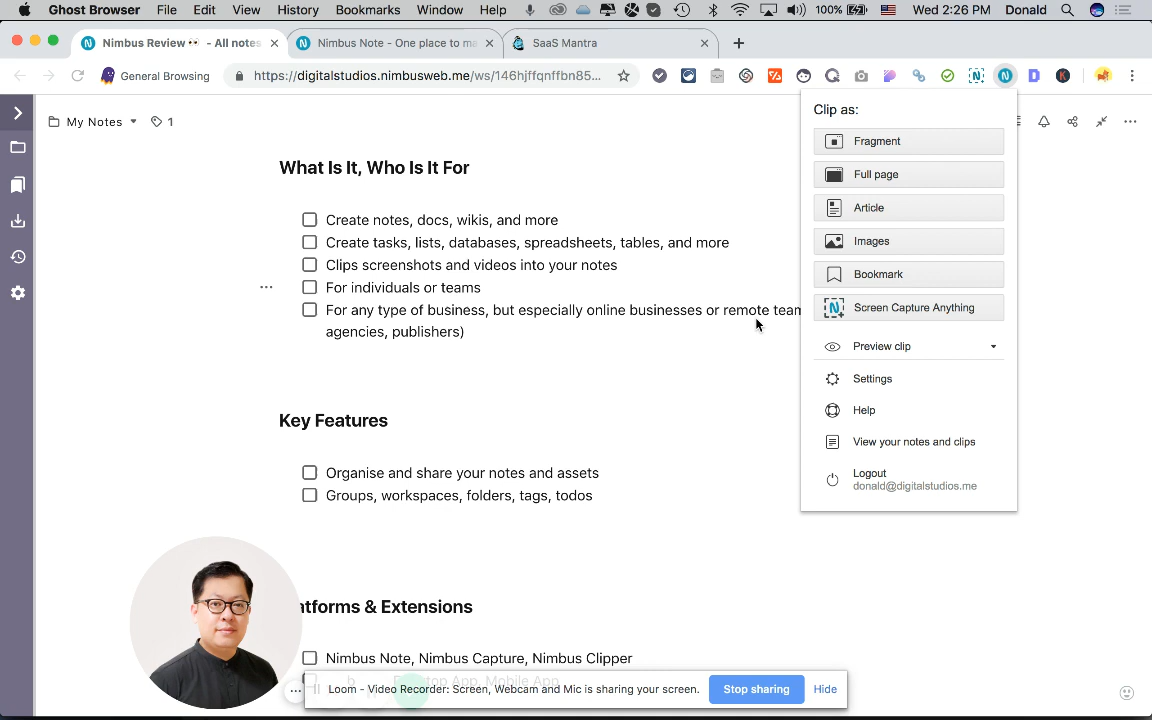 Ghost Browser File Edit View History Bookmarks Window Help 100% Wed 2:26 PM Donald
Nimbus Review 👀 - All notes
Nimbus Note - One place to ma
SaaS Mantra
General Browsing
https://digitalstudios.nimbusweb.me/ws/146hjffqnffbn85...
My Notes 1
What Is It, Who Is It For
Create notes, docs, wikis, and more
Create tasks, lists, databases, spreadsheets, tables, and more
Clips screenshots and videos into your notes
For individuals or teams
For any type of business, but especially online businesses or remote team
agencies, publishers)
Key Features
Organise and share your notes and assets
Groups, workspaces, folders, tags, todos
atforms & Extensions
Nimbus Note, Nimbus Capture, Nimbus Clipper
App, Mobile App
Clip as:
Fragment
Full page
Article
Images
Bookmark
Screen Capture Anything
Preview clip
Settings
Help
View your notes and clips
Logout
donald@digitalstudios.me
Loom - Video Recorder: Screen, Webcam and Mic is sharing your screen.
Stop sharing
Hide